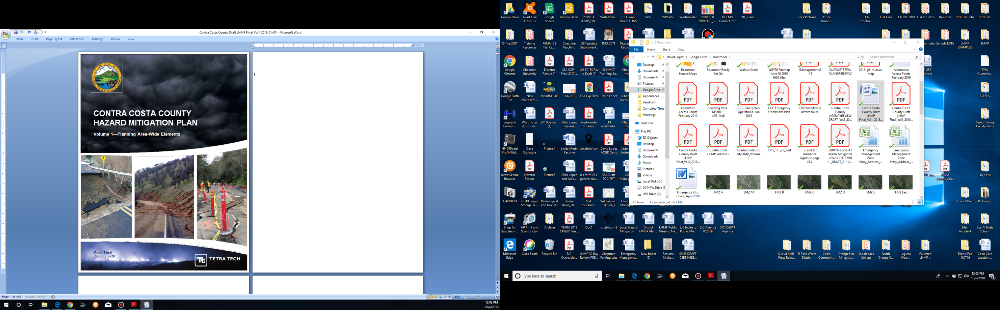 Contra Costa County Draft LHMP Final_Vol1_2018-01-31 - Microsoft Word
Home Insert Page Layout References Mailings Review View
CONTRA COSTA COUNTY
HAZARD MITIGATION PLAN
Volume 1—Planning Area-Wide Elements
Draft Final
January 2018
TETRA TECH
Page: 1 of 416 Words: 149,683
80%
12:03 PM
10/6/2019
Google Drive
Avast Free Antivirus
Google Sheets
Google Slides
2018 CA SHMP_FIN...
SantaMoni...
CH Long Beach LHMP
WST
2019 WST
Westminster
2019 1 30 2019 EOC_2...
OCEMO Contact Info
CERT_Train...
Lily's Pictures
Africa Isuran...
ELA Proplos...
ELA Files
ELA INC 2018
ELA Inc 2019
Resumes
2017 Tax Info
2018 Tax
Office 2007
Training Resources
FEMA ICS Test Qu...
Coastline Teaching
SSA project Department...
IMG_3579
Sample EOPs
LHMP EXAMPLES
EMAP
Google Chrome
Chapman University
Elevator Rescue (1)
SSA EOP - Final 2017 ...
LM EDITS Rev to Draft (1)
EL HMGP Planning Su...
TWA Guarante...
Google Earth Pro
New Microsoft ...
clipart611988
SSA PPT
ELA Exp 2019
David Lopez
HAZUS
Logitech Harmon...
Westmister EOC Coor...
2019Censu... (1)
Ellen Lopez Resume
Westminster Insurance ...
LM Westmiste...
Senior LIving Facility Plans
HP Officejet Pro X476d...
Dave Signature
Picture1
Linda Morin Resume
Location Icon
David Lopez AOBD Certs
Avast Secure Browser
Elevator Rescue
Picture2
Ellen Lopez and Asso...
ics form 213, general me...
SSA Draft EOC PPT
FEMA Benefit_Cos...
Lily's File
CANNON
Intel® Rapid Storage Te...
Radiological and Nuclear
Denise Davis_20...
SSA Insurance ...
Vulnerable... (1)1024_1
Dave Other
Pictures 2
Shop for Supplies - ...
HP Print and Scan Doctor
Archive
THIRA 2018 CPG201Fina...
Doc1
orbit-icon-3
Local Hazard Mitigation ...
District HMGP Plan...
LHMP Public Meeting Ne...
SJC Invite to Public Me...
SJC Agenda 052019
SJC 052019 Agenda
Ellen Accident
Los Al High School
Microsoft Edge
Cisco Spark
Recycle Bin
SJC Overarchi...
LHMP 30 Day Review PRE...
Chapman Parking Lots
Emergency Manageme...
New folder (2)
Resume Micha...
09 23 DRAFT CERT HSEE...
iCloud Mail - Press Relea...
El Toro Water District
Coast Communi...
Orange Haz Mitigatio...
Saddleback College
North Orange C...
Laguna Woo...
Fullerton LHMP ...
Ellens iPad 100716
Coco Care Vacation...
Rossmoor
File Home Share View
David Lopez > Google Drive > Rossmoor >
Search Rossmoor
Desktop
Downloads
Documents
Pictures
Google Drive
Appendices
Bandicam
Complted Time
Meetings
OneDrive
This PC
3D Objects
Desktop
Documents
Downloads
Music
Pictures
Videos
Local Disk (C:)
DVD RW Drive (D
USB Drive (E:)
Rossmoor Hazard Maps
Rossmoor Ready Set Go
Walnut Creek
WIFIRE Firemap June 10 2019 1600_files
1Managements9-18
3LAFAYETTEWILDLANDFIREVAC
2012-grf-mutual-map
Alternative Access Points February 2019
Alternative Access Points February 2019
Boarding Pass - MSXRTJ - LGB-OAK
CCC Emergency Operations Plan 2015
CCC Emergency Operations Plan
CERTMobilizationProtocolUp
Contra Costa County AGENCYREVIEW DRAFT_Vol2_20...
Contra Costa County Draft LHMP Final_Vol1_2018...
Contra Costa County Draft LHMP Final_Vol1_2018...
Contra Costa County Draft LHMP Final_Vol2_2018...
Contra Costa LHMP Volume 2
ContraCostaCountyHMP_Volume 1
CPG_101_v2_past
E and O Insurance signiture page ELA
EBRPD+Local+Hazard+Mitigation+Plan+CH-7-WUI-_DRAFT_2-1-2...
Emergency Management Zone Entry_Address_...
Emergency Management Zone Entry_Address_...
Emergency Org Chart_ April 2019
EMZ A
EMZ A1
EMZ B
EMZ C
EMZ D
EMZ E
EMZ East
97 items 1 item selected 66.9 MB
Type here to search
12:03 PM
10/6/2019